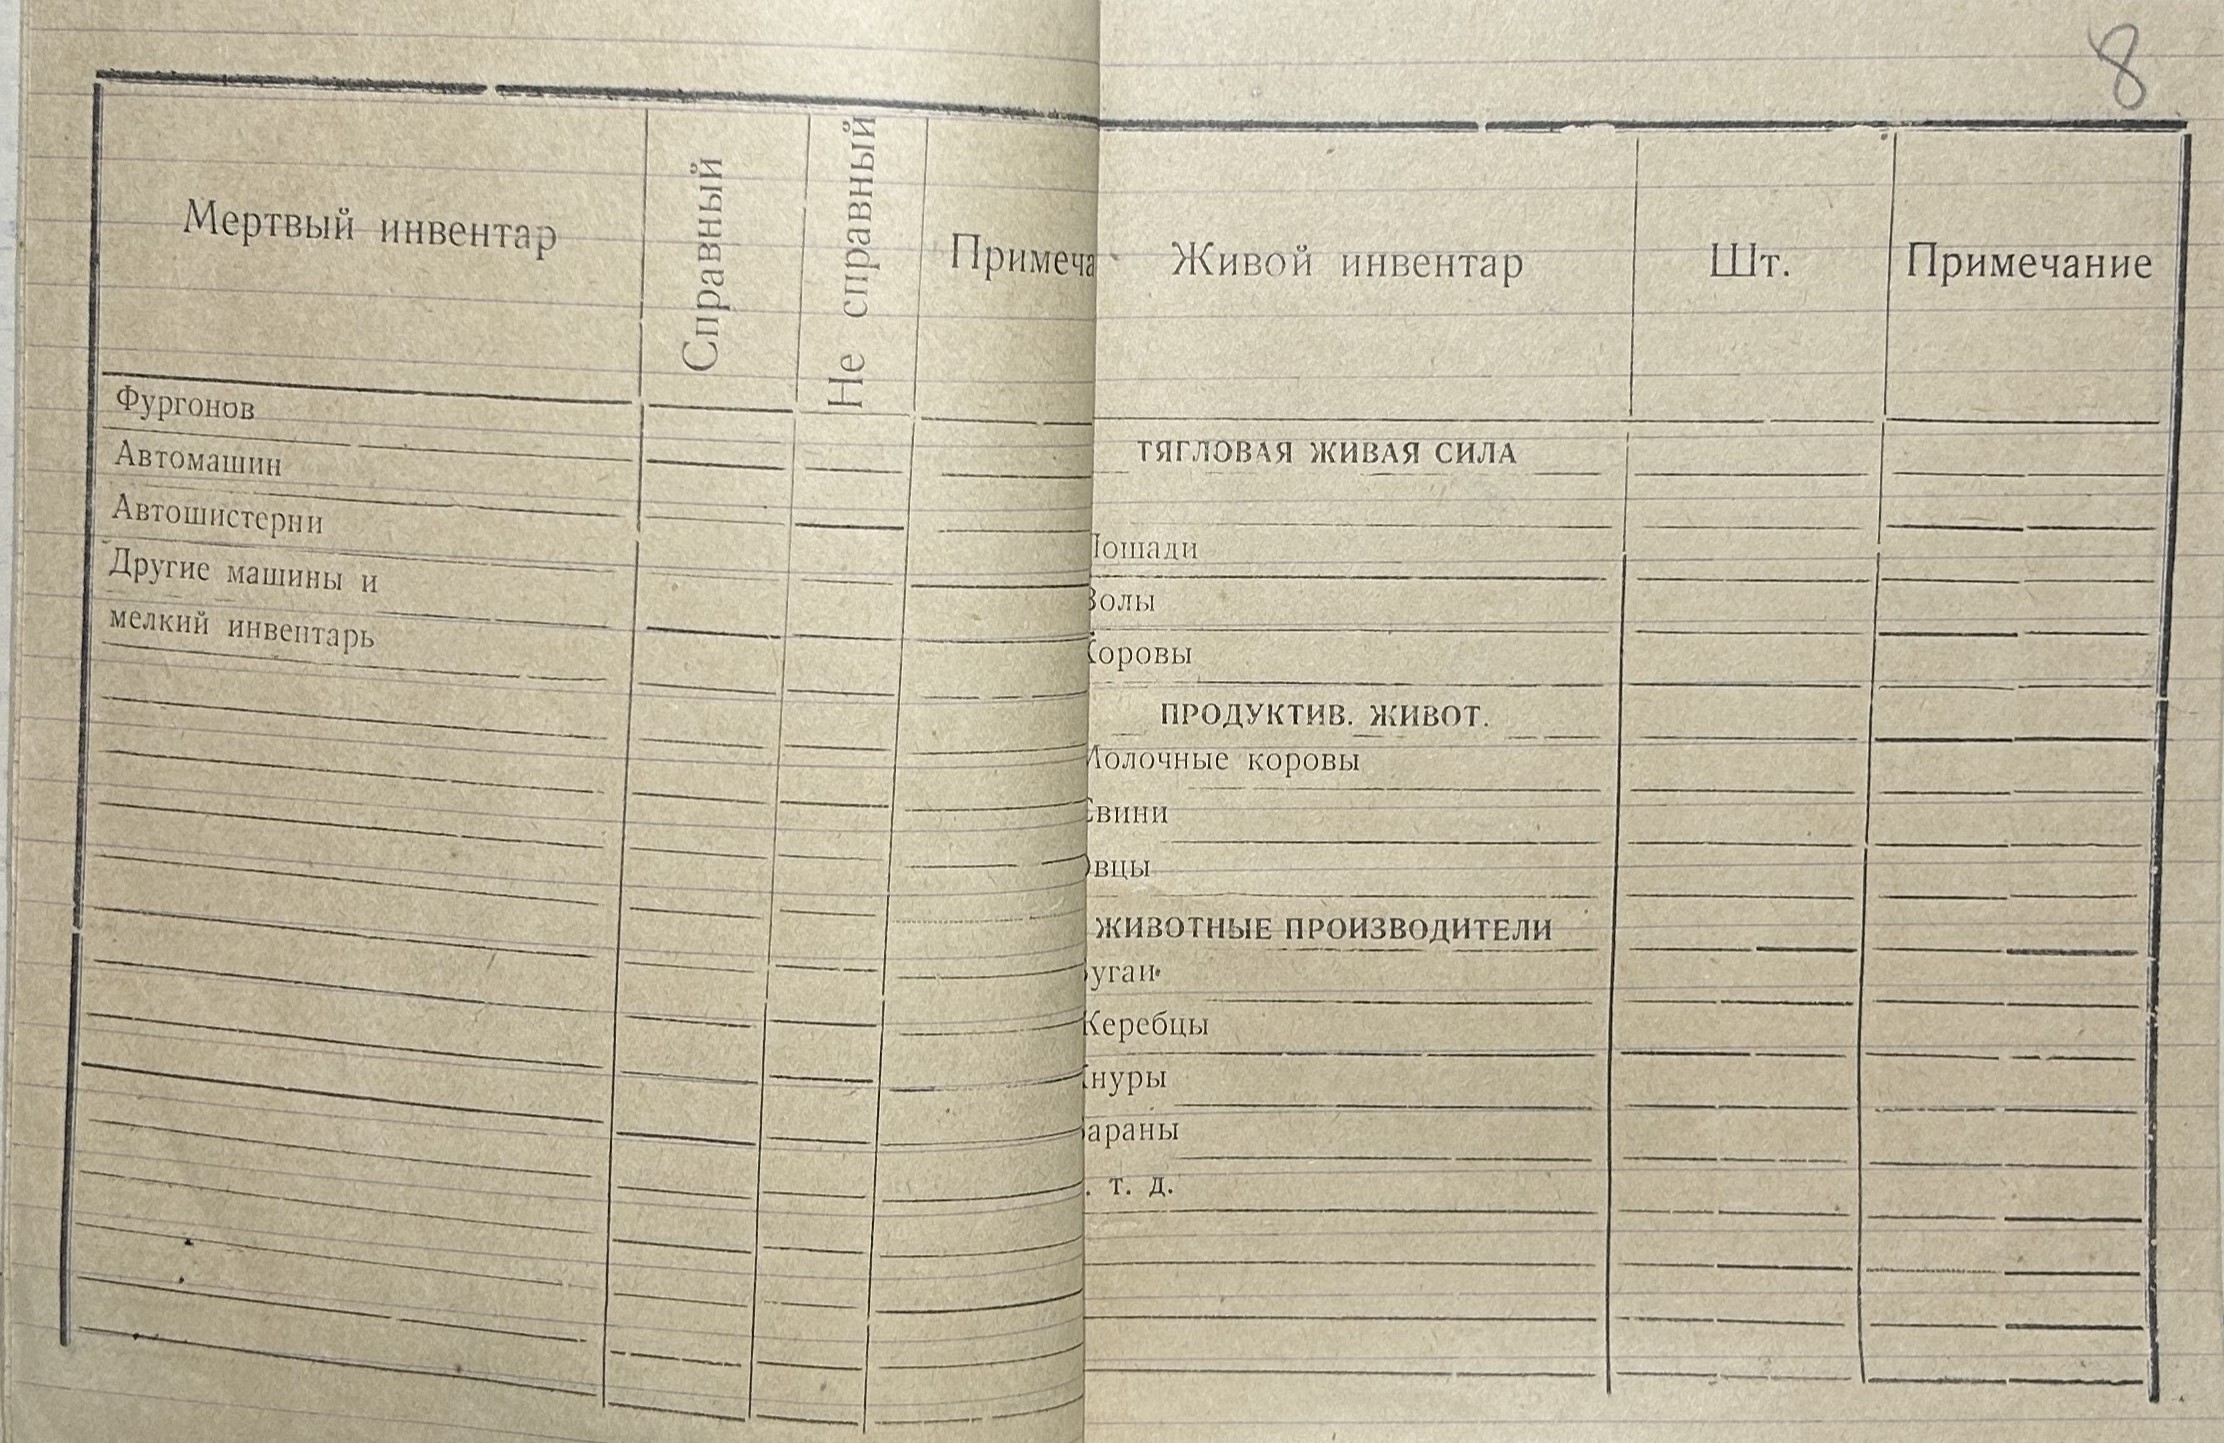 8
Мертвый инвентар
Справный
Не справный
Примеча
Фургонов
Автомашин
Автошистерни
Другие машины и
мелкий инвентарь
Живой инвентар
Шт.
Примечание
ТЯГЛОВАЯ ЖИВАЯ СИЛА
Лошади
Волы
Коровы
ПРОДУКТИВ. ЖИВОТ.
Молочные коровы
Свини
Овцы
ЖИВОТНЫЕ ПРОИЗВОДИТЕЛИ
Бугаи
Жеребцы
Кнуры
Бараны
. т. д.